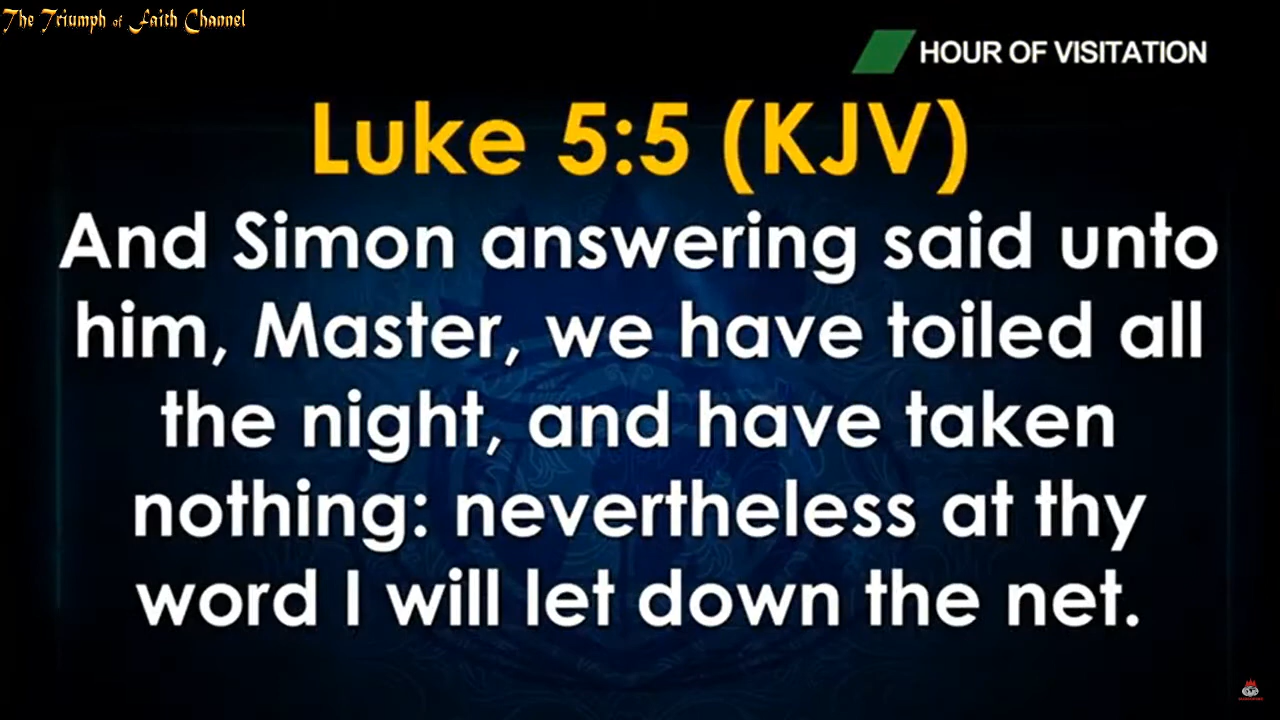 The Triumph of Faith Channel
HOUR OF VISITATION
Luke 5:5 (KJV)
And Simon answering said unto
him, Master, we have toiled all
the night, and have taken
nothing: nevertheless at thy
word I will let down the net.